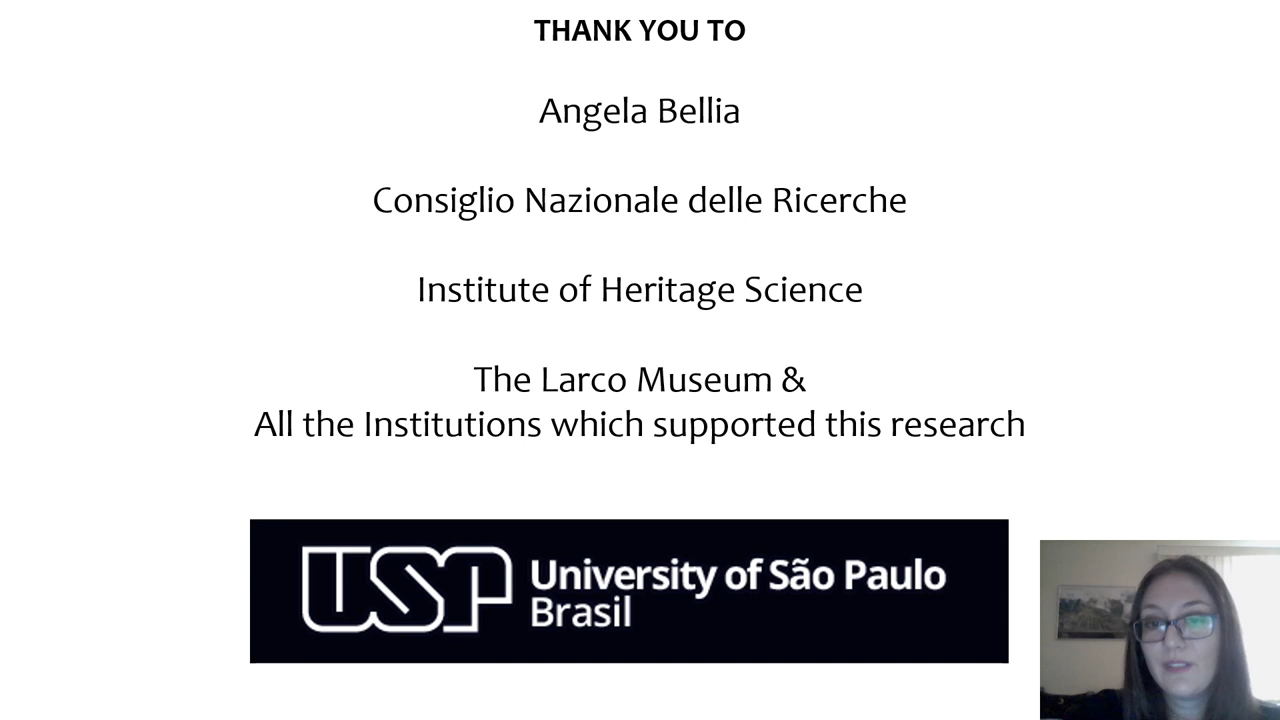 THANK YOU TO
Angela Bellia
Consiglio Nazionale delle Ricerche
Institute of Heritage Science
The Larco Museum &
All the Institutions which supported this research
USP University of São Paulo
Brasil